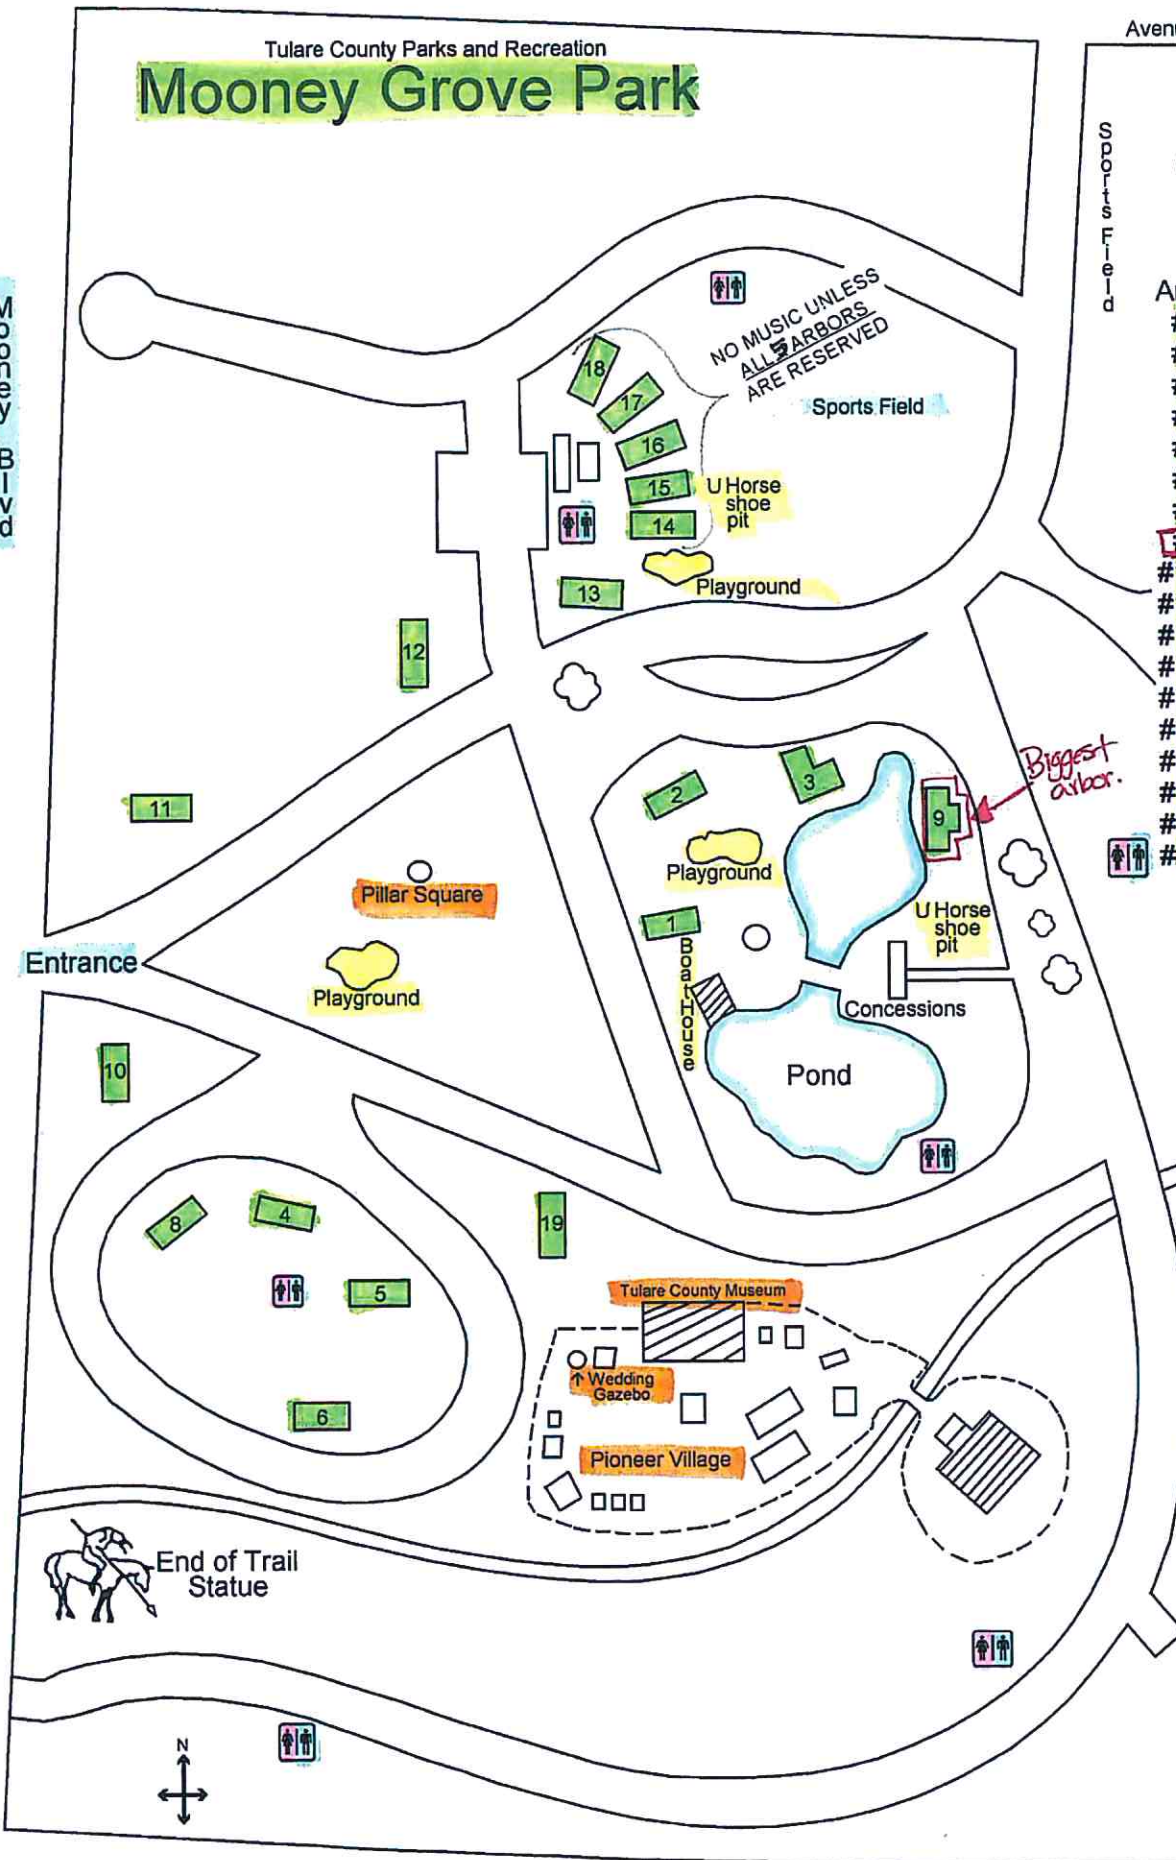 Tulare County Parks and Recreation
Mooney Grove Park
Sports Field
Mooney Blvd
NO MUSIC UNLESS
ALL 5 ARBORS
ARE RESERVED
18
17
16
15
14
Sports Field
U Horse
shoe
pit
Playground
13
12
11
2
3
9
Biggest
arbor.
Playground
Pillar Square
1
U Horse
shoe
pit
Boat House
Entrance
Playground
Concessions
Pond
10
8
4
19
5
Tulare County Museum
↑ Wedding
Gazebo
6
Pioneer Village
End of Trail
Statue
N
#
#
#
#
#
#
#
#
#
#